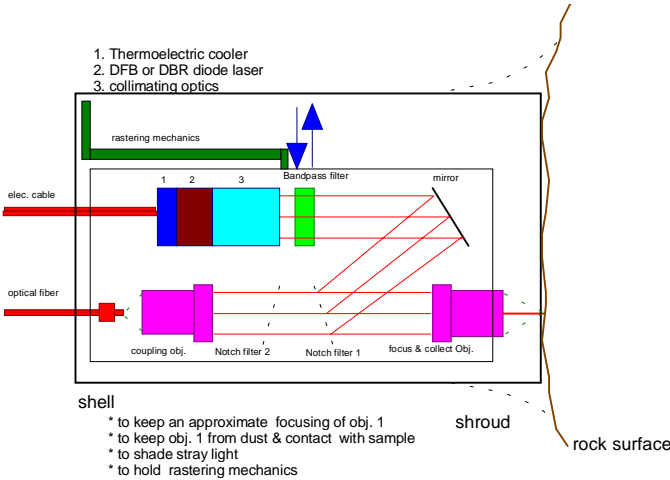 1. Thermoelectric cooler
2. DFB or DBR diode laser
3. collimating optics
rastering mechanics
Bandpass filter
mirror
1 2 3
elec. cable
optical fiber
coupling obj.
Notch filter 2
Notch filter 1
focus & collect Obj.
shell
* to keep an approximate focusing of obj. 1
* to keep obj. 1 from dust & contact with sample
* to shade stray light
* to hold rastering mechanics
shroud
rock surface